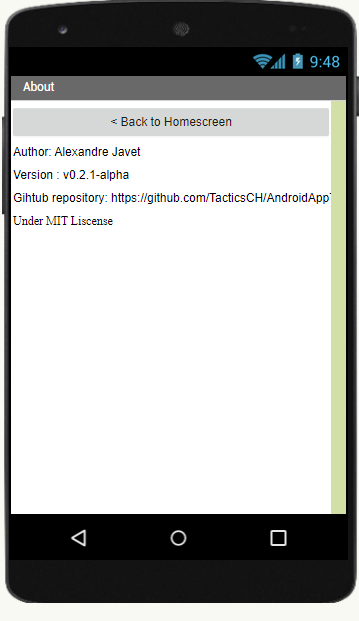 9:48
About
< Back to Homescreen
Author: Alexandre Javet
Version : v0.2.1-alpha
Gihtub repository: https://github.com/TacticsCH/AndroidApp
Under MIT Liscense